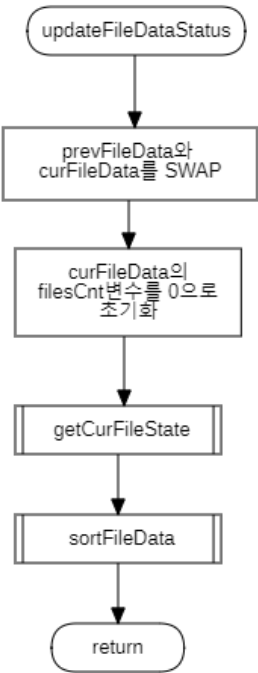 updateFileDataStatus
prevFileData와
curFileData를 SWAP
curFileData의
filesCnt변수를 0으로
초기화
getCurFileState
sortFileData
return